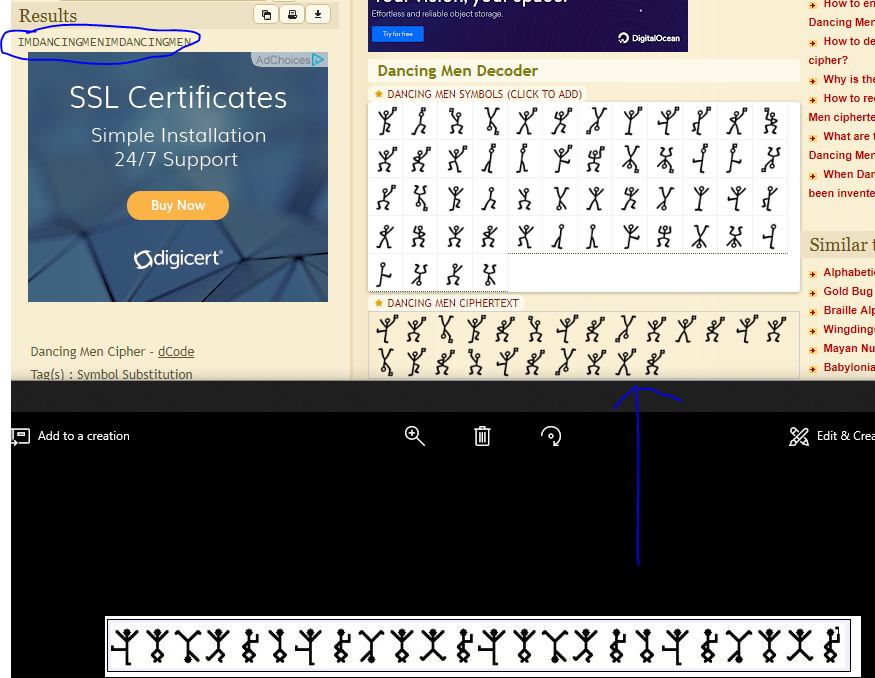 Results
IMDANCINGMENIMDANCINGMEN
AdChoices
SSL Certificates
Simple Installation
24/7 Support
Buy Now
digicert
Dancing Men Cipher - dCode
Tag(s) : Symbol Substitution
Effortless and reliable object storage.
Try for free
DigitalOcean
Dancing Men Decoder
DANCING MEN SYMBOLS (CLICK TO ADD)
DANCING MEN CIPHERTEXT
How to en
Dancing Men
How to de
cipher?
Why is the
How to rec
Men cipherte
What are t
Dancing Men
When Dan
been invente
Similar t
Alphabeti
Gold Bug
Braille Alp
Wingdings
Mayan Nu
Babylonia
Add to a creation
Edit & Crea